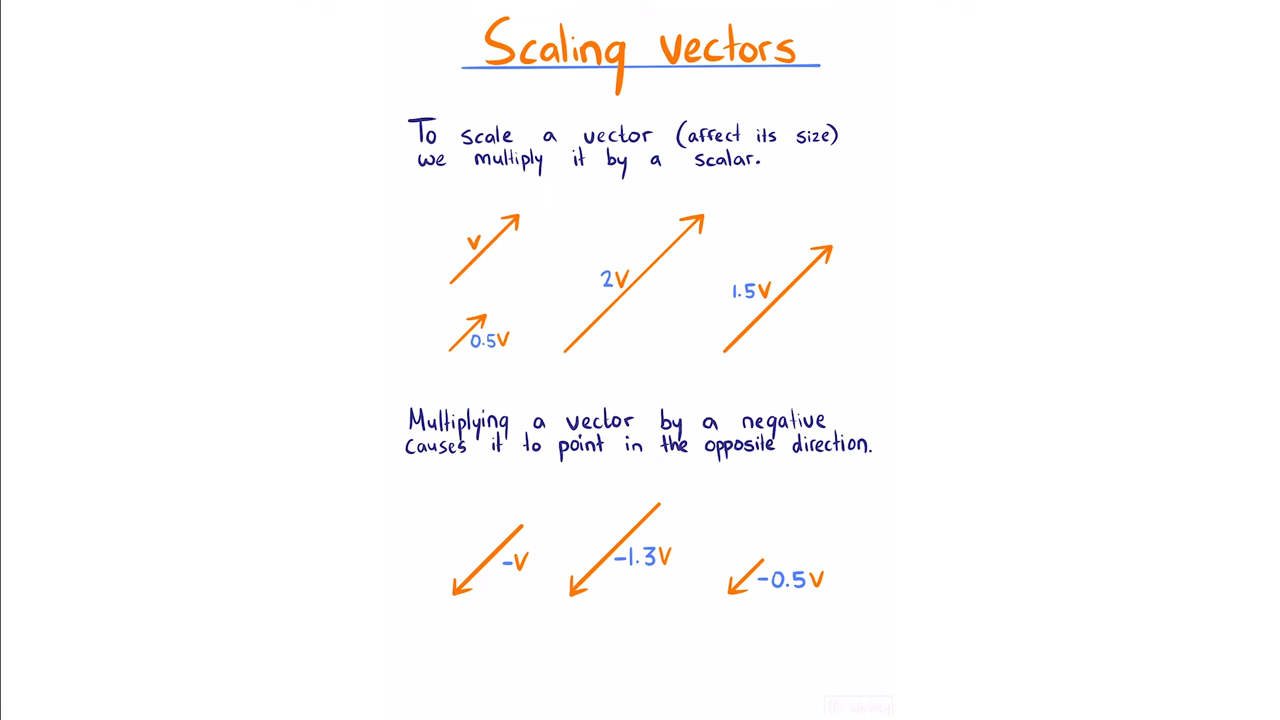 Scaling vectors
To scale a vector (affect its size)
we multiply it by a scalar.
v
2V
1.5V
0.5V
Multiplying a vector by a negative
causes it to point in the opposite direction.
-V
-1.3V
-0.5V